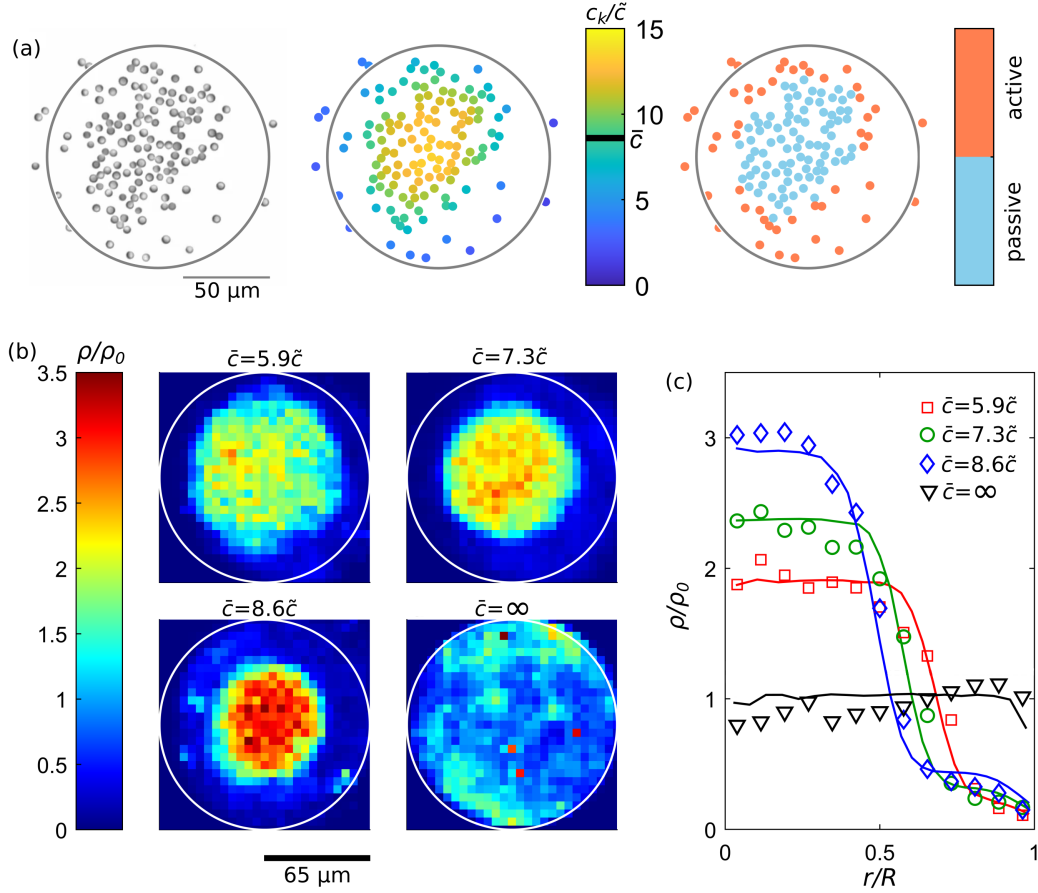 (a)
50 μm
c_k/c̃
15
10
c̄
5
0
active
passive
(b)
ρ/ρ₀
3.5
3
2.5
2
1.5
1
0.5
0
c̄=5.9c̃
c̄=7.3c̃
c̄=8.6c̃
c̄=∞
65 μm
(c)
c̄=5.9c̃
c̄=7.3c̃
c̄=8.6c̃
c̄=∞
ρ/ρ₀
3
2
1
0
0
0.5
1
r/R